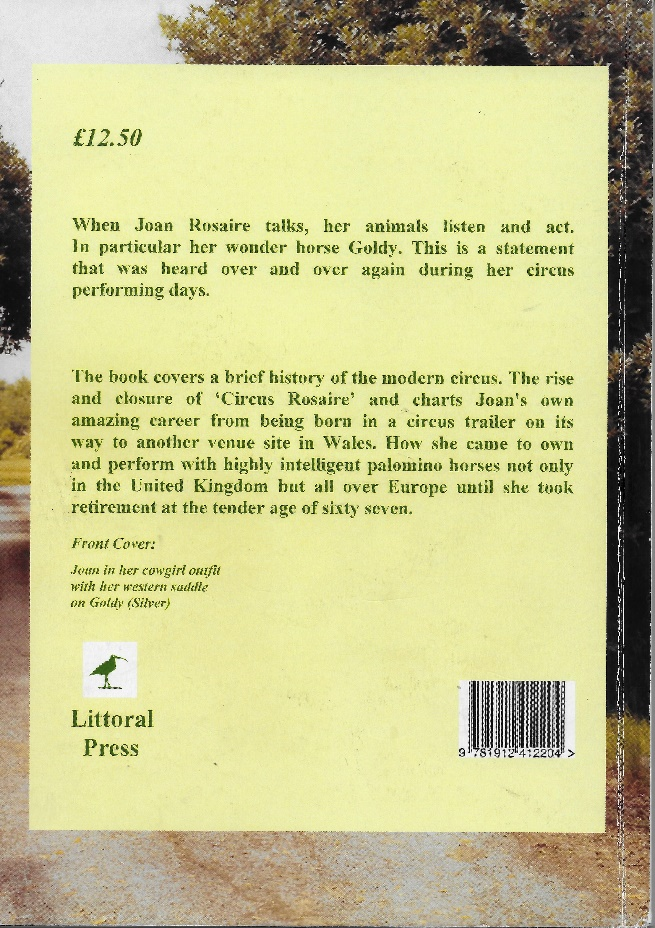 £12.50
When Joan Rosaire talks, her animals listen and act.
In particular her wonder horse Goldy. This is a statement
that was heard over and over again during her circus
performing days.
The book covers a brief history of the modern circus. The rise
and closure of ‘Circus Rosaire’ and charts Joan's own
amazing career from being born in a circus trailer on its
way to another venue site in Wales. How she came to own
and perform with highly intelligent palomino horses not only
in the United Kingdom but all over Europe until she took
retirement at the tender age of sixty seven.
Front Cover:
Joan in her cowgirl outfit
with her western saddle
on Goldy (Silver)
Littoral
Press
9 781912 412204 >